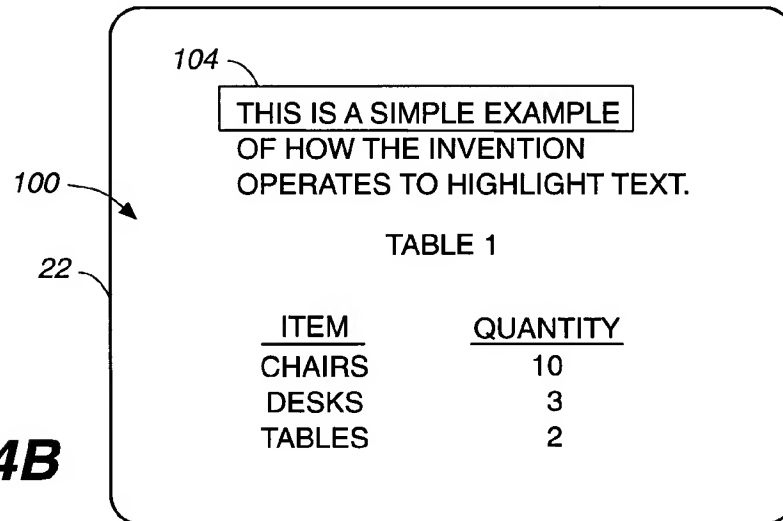 104
THIS IS A SIMPLE EXAMPLE
OF HOW THE INVENTION
OPERATES TO HIGHLIGHT TEXT.
100
TABLE 1
22
ITEM QUANTITY
CHAIRS 10
DESKS 3
TABLES 2
4B